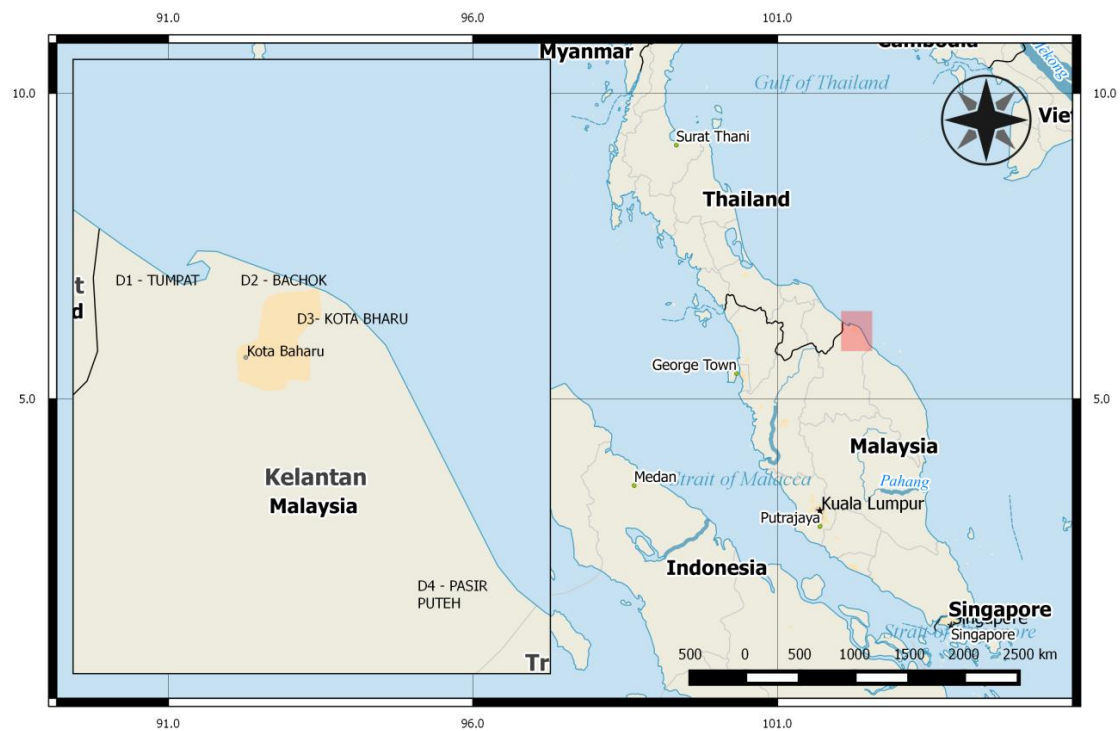 91.0 96.0 101.0
Myanmar
Cambodia
Mekong
Gulf of Thailand
10.0 10.0
Viet
Surat Thani
Thailand
D1 - TUMPAT D2 - BACHOK
t
d
D3- KOTA BHARU
Kota Baharu
George Town
5.0 5.0
Malaysia
Kelantan
Malaysia
Medan
Strait of Malacca
Pahang
Kuala Lumpur
Putrajaya
Indonesia
D4 - PASIR
PUTEH
Singapore
Singapore
Singapore
Tr
500 0 500 1000 1500 2000 2500 km
91.0 96.0 101.0